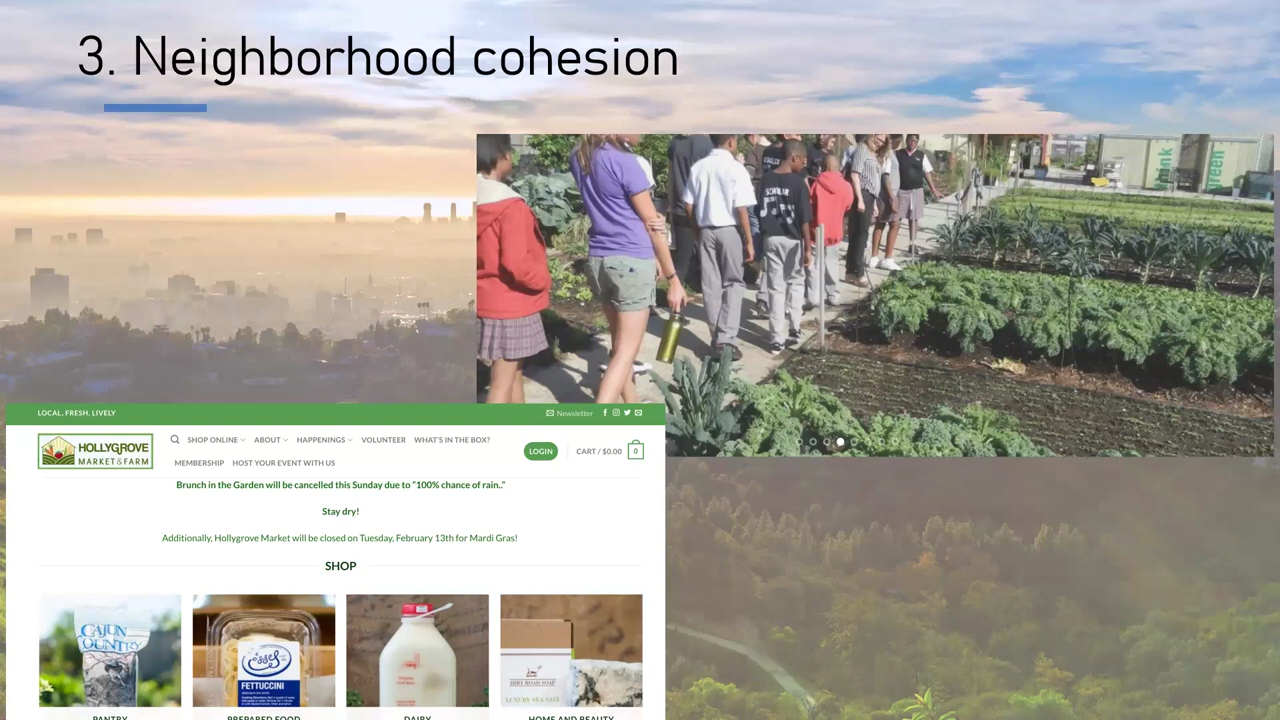 3. Neighborhood cohesion
think
green
SCHOLAR
LOCAL, FRESH, LIVELY
Newsletter
HOLLYGROVE
MARKET & FARM
SHOP ONLINE ABOUT HAPPENINGS VOLUNTEER WHAT'S IN THE BOX?
MEMBERSHIP HOST YOUR EVENT WITH US
LOGIN
CART / $0.00 0
Brunch in the Garden will be cancelled this Sunday due to "100% chance of rain.."
Stay dry!
Additionally, Hollygrove Market will be closed on Tuesday, February 13th for Mardi Gras!
SHOP
CAJUN
COUNTRY
FETTUCCINI
PANTRY
PREPARED FOOD
DAIRY
HOME AND BEAUTY